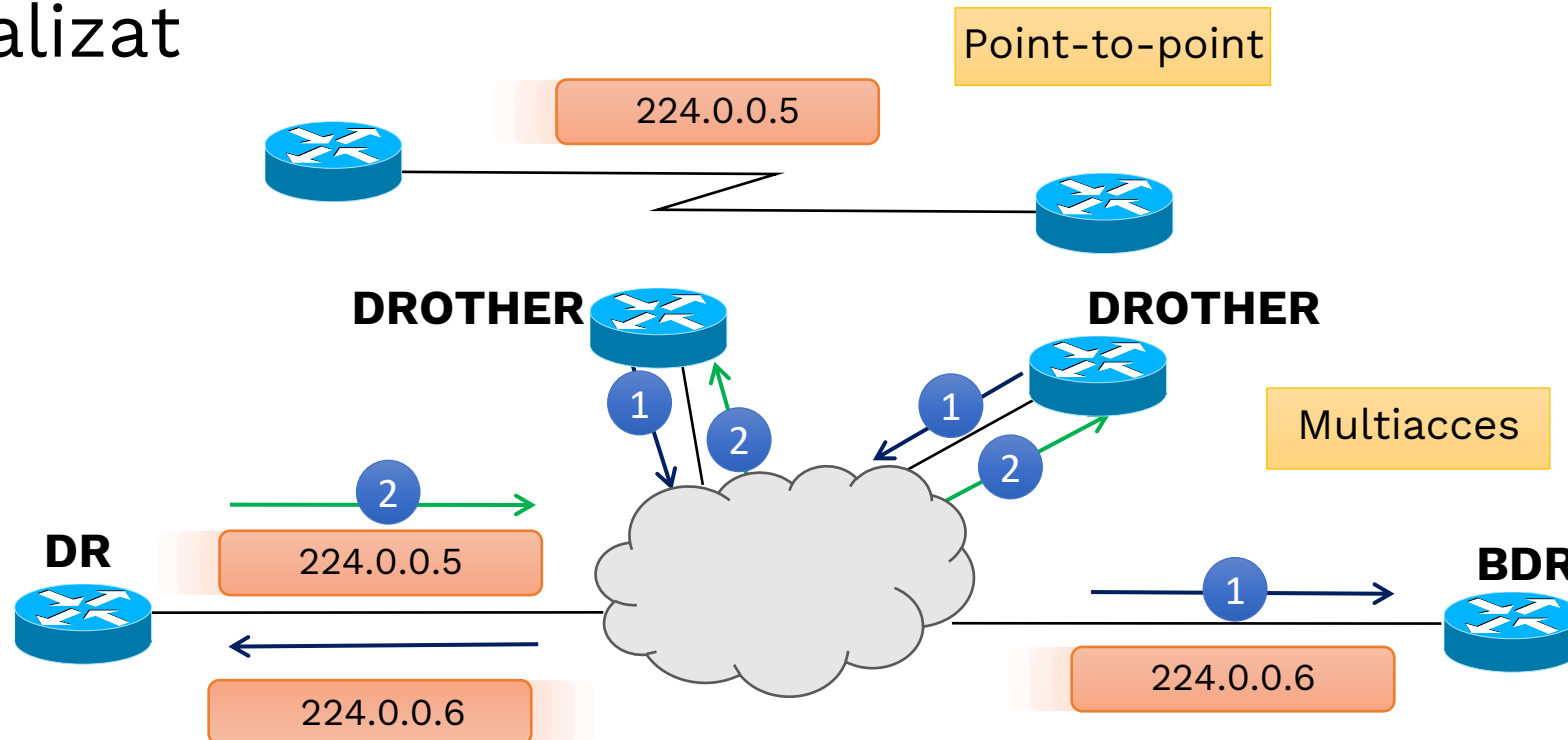 alizat
Point-to-point
224.0.0.5
DROTHER
DROTHER
1
2
1
2
Multiacces
2
DR
224.0.0.5
BDR
1
224.0.0.6
224.0.0.6